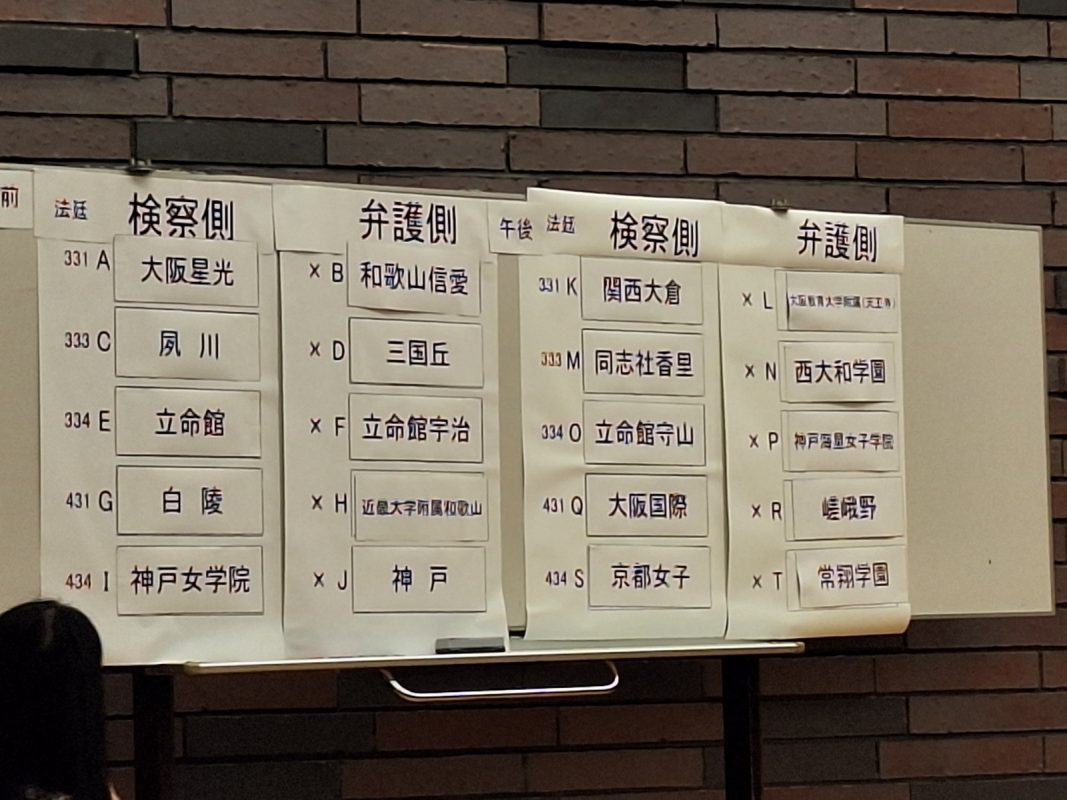 前 法廷 検察側 弁護側 午後 法廷 検察側 弁護側
331 A 大阪星光 × B 和歌山信愛 331 K 関西大倉 × L 大阪教育大学附属(天王寺)
333 C 夙川 × D 三国丘 333 M 同志社香里 × N 西大和学園
334 E 立命館 × F 立命館宇治 334 O 立命館守山 × P 神戸海星女子学院
431 G 白陵 × H 近畿大学附属和歌山 431 Q 大阪国際 × R 嵯峨野
434 I 神戸女学院 × J 神戸 434 S 京都女子 × T 常翔学園